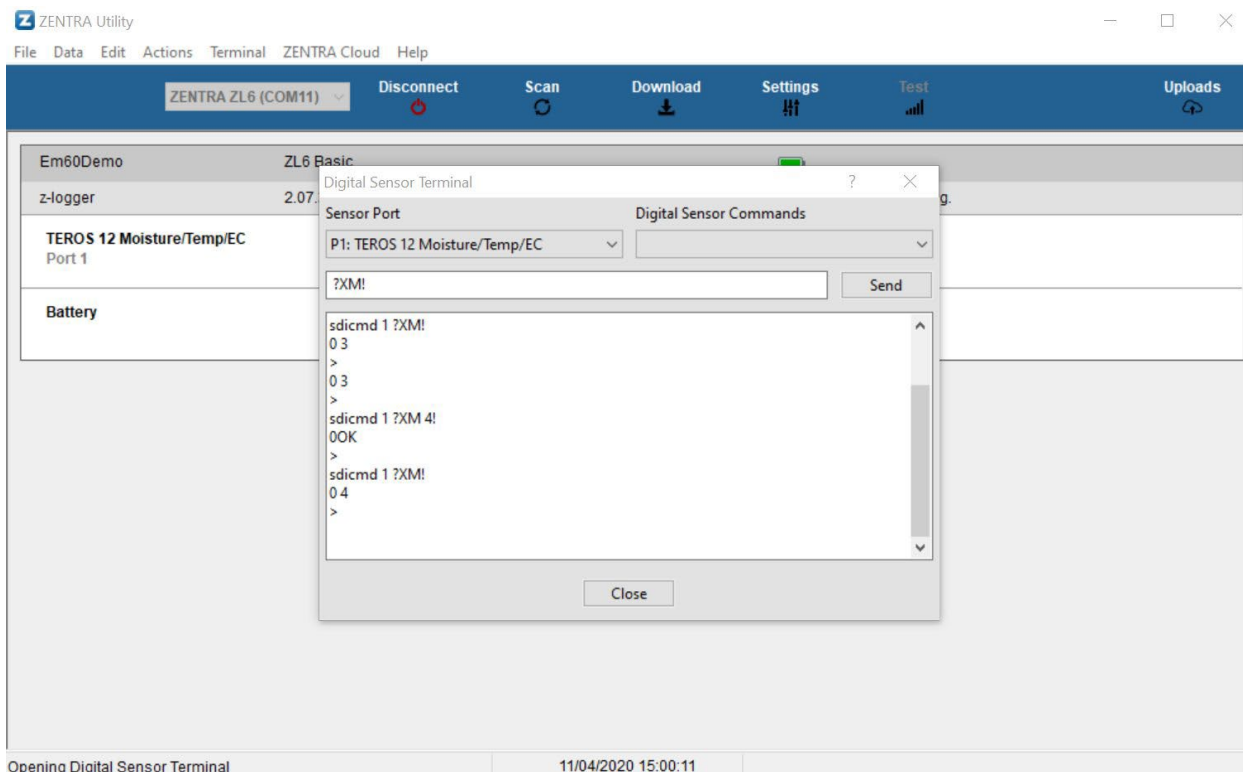 ZENTRA Utility
File Data Edit Actions Terminal ZENTRA Cloud Help
ZENTRA ZL6 (COM11) Disconnect Scan Download Settings Test Uploads
Em60Demo ZL6 Basic
z-logger 2.07. g.
TEROS 12 Moisture/Temp/EC
Port 1
Battery
Digital Sensor Terminal ?
Sensor Port Digital Sensor Commands
P1: TEROS 12 Moisture/Temp/EC
?XM! Send
sdicmd 1 ?XM!
0 3
>
0 3
>
sdicmd 1 ?XM 4!
0OK
>
sdicmd 1 ?XM!
0 4
>
Close
Opening Digital Sensor Terminal 11/04/2020 15:00:11